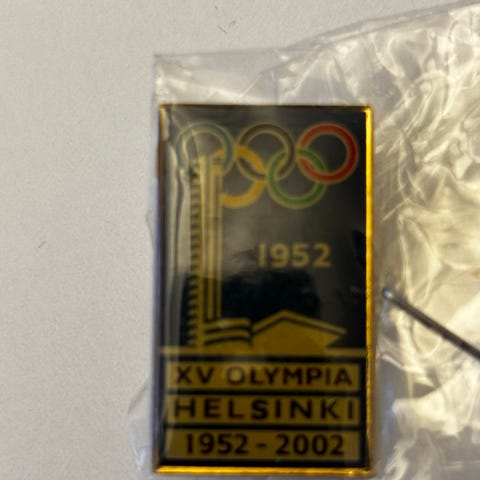 1952
XV OLYMPIA
HELSINKI
1952 - 2002